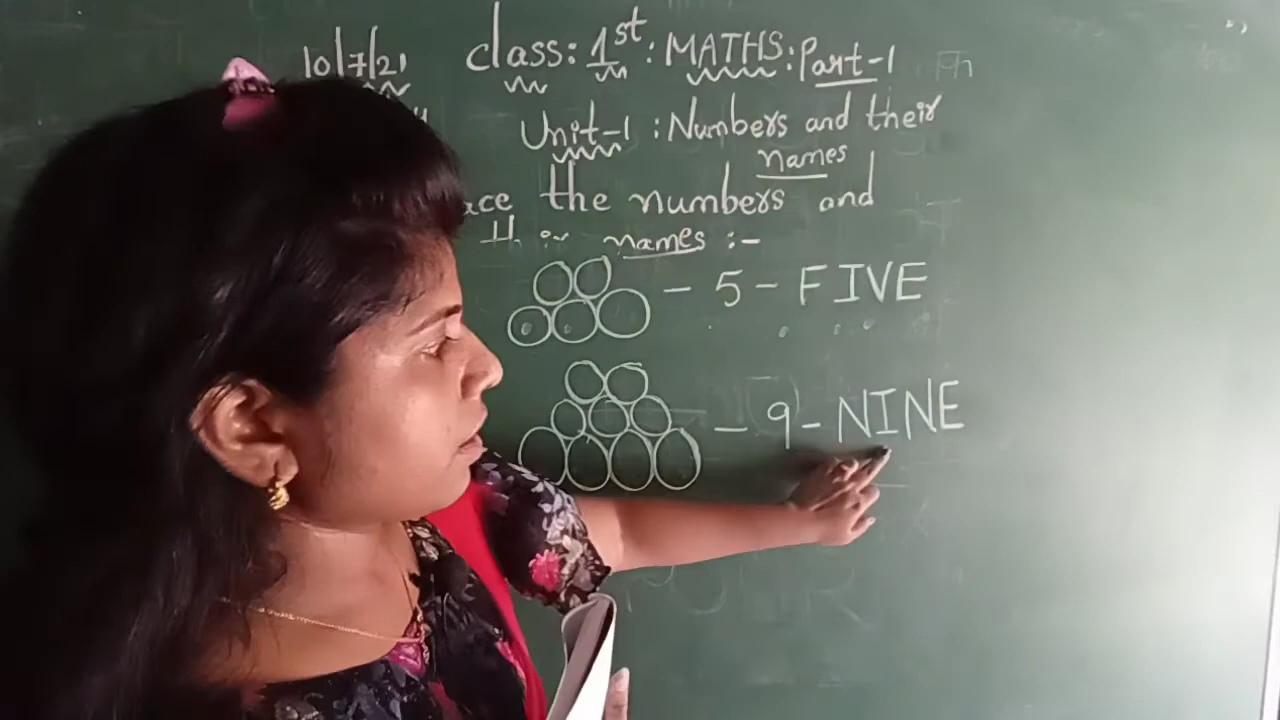 10/7/21 class: 1st: MATHS: Part-1
Unit-1 : Numbers and their
names
the numbers and
names :-
- 5 - FIVE
- 9 - NINE